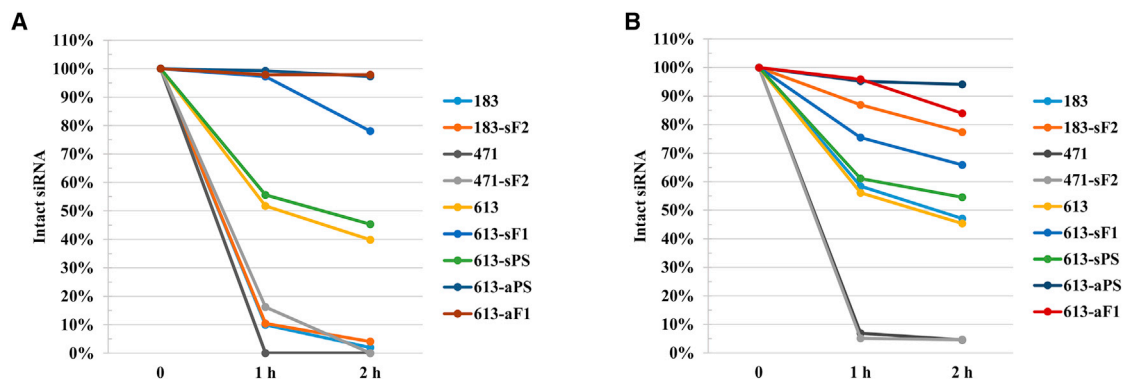 A
Intact siRNA
110%
100%
90%
80%
70%
60%
50%
40%
30%
20%
10%
0%
0 1 h 2 h
183
183-sF2
471
471-sF2
613
613-sF1
613-sPS
613-aPS
613-aF1
B
Intact siRNA
110%
100%
90%
80%
70%
60%
50%
40%
30%
20%
10%
0%
0 1 h 2 h
183
183-sF2
471
471-sF2
613
613-sF1
613-sPS
613-aPS
613-aF1